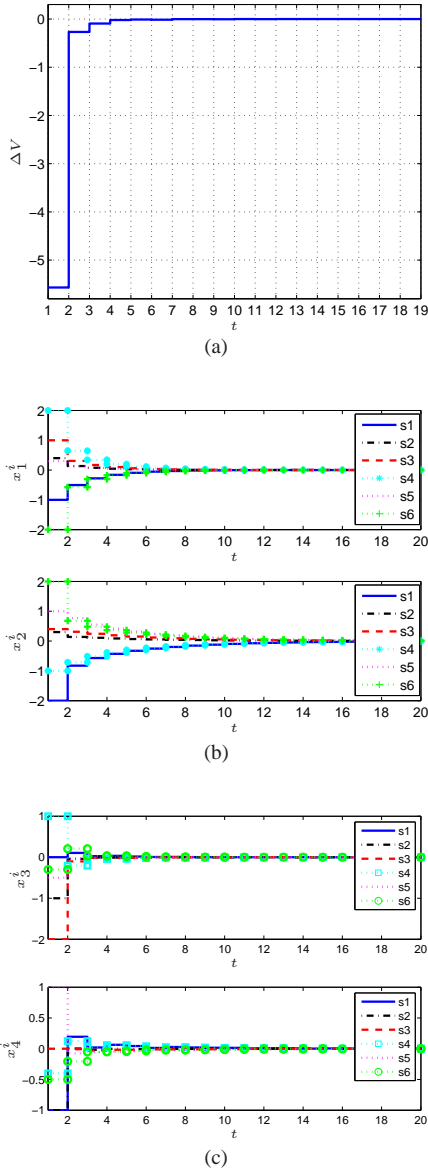 0
−1
−2
−3
−4
−5
ΔV
1 2 3 4 5 6 7 8 9 10 11 12 13 14 15 16 17 18 19
t
(a)
2
1
0
−1
−2
x_1^i
2 4 6 8 10 12 14 16 18 20
t
s1
s2
s3
s4
s5
s6
2
1
0
−1
−2
x_2^i
2 4 6 8 10 12 14 16 18 20
t
s1
s2
s3
s4
s5
s6
(b)
1
0
−1
−2
x_3^i
2 4 6 8 10 12 14 16 18 20
t
s1
s2
s3
s4
s5
s6
1
0.5
0
−0.5
−1
x_4^i
2 4 6 8 10 12 14 16 18 20
t
s1
s2
s3
s4
s5
s6
(c)